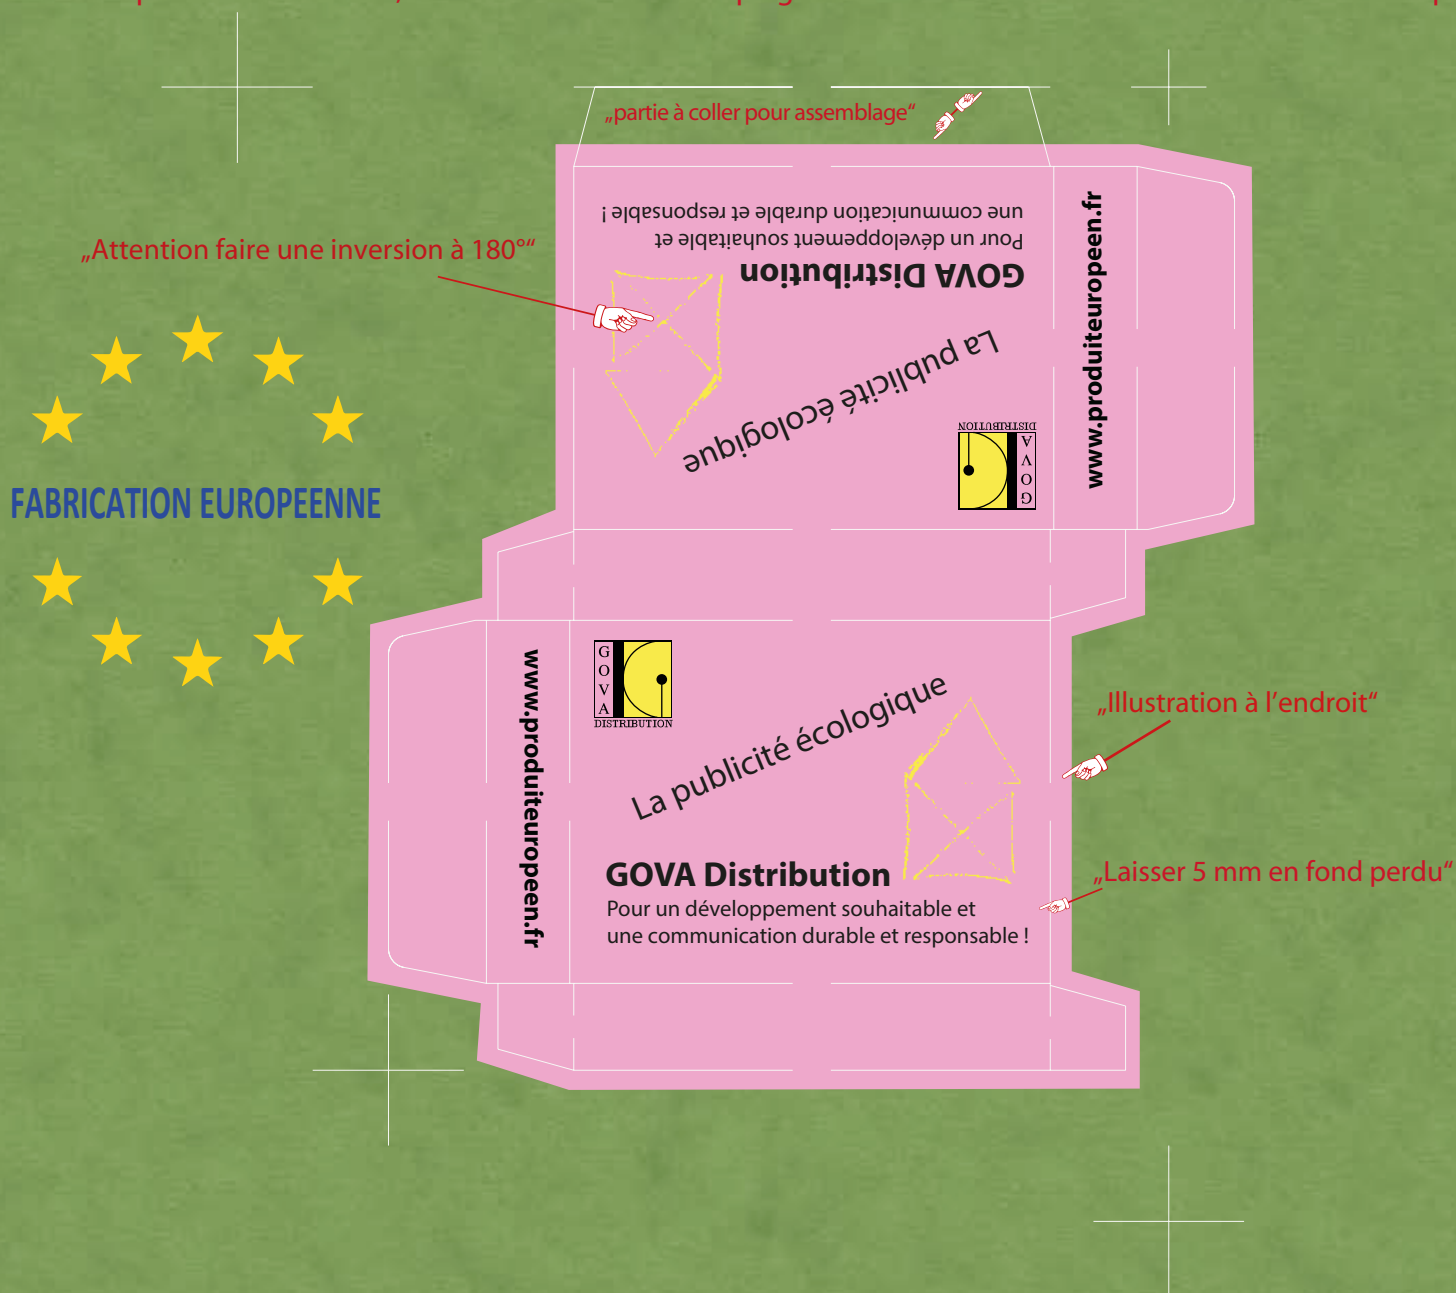 „partie à coller pour assemblage“
„Attention faire une inversion à 180°“
une communication durable et responsable !
Pour un développement souhaitable et
GOVA Distribution
La publicité écologique
DISTRIBUTION
GOVA
www.produiteuropeen.fr
FABRICATION EUROPEENNE
www.produiteuropeen.fr
GOVA
DISTRIBUTION
La publicité écologique
„Illustration à l’endroit“
GOVA Distribution
Pour un développement souhaitable et
une communication durable et responsable !
„Laisser 5 mm en fond perdu“